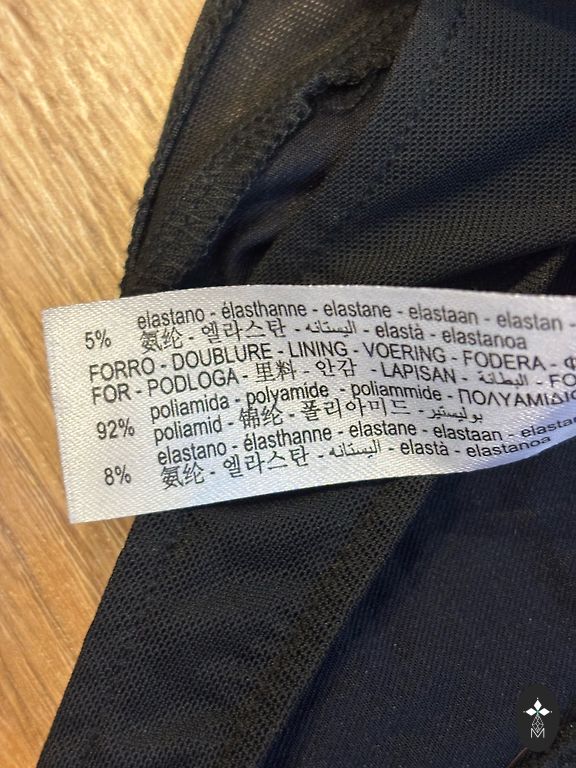 5% elastano - élasthanne - elastane - elastaan - elastan -
氨纶 - 엘라스탄 - اليستانه - elastà - elastanoa
FORRO - DOUBLURE - LINING - VOERING - FODERA -
FOR - PODLOGA - 里料 - 안감 - LAPISAN - البطانة - FO
92% poliamida - polyamide - poliammide - ΠΟΛΥΑΜΙΔΙΟ
poliamid - 锦纶 - 폴리아미드 - بوليستير
8% elastano - élasthanne - elastane - elastaan - elastan
氨纶 - 엘라스탄 - اليستانه - elastà - elastanoa